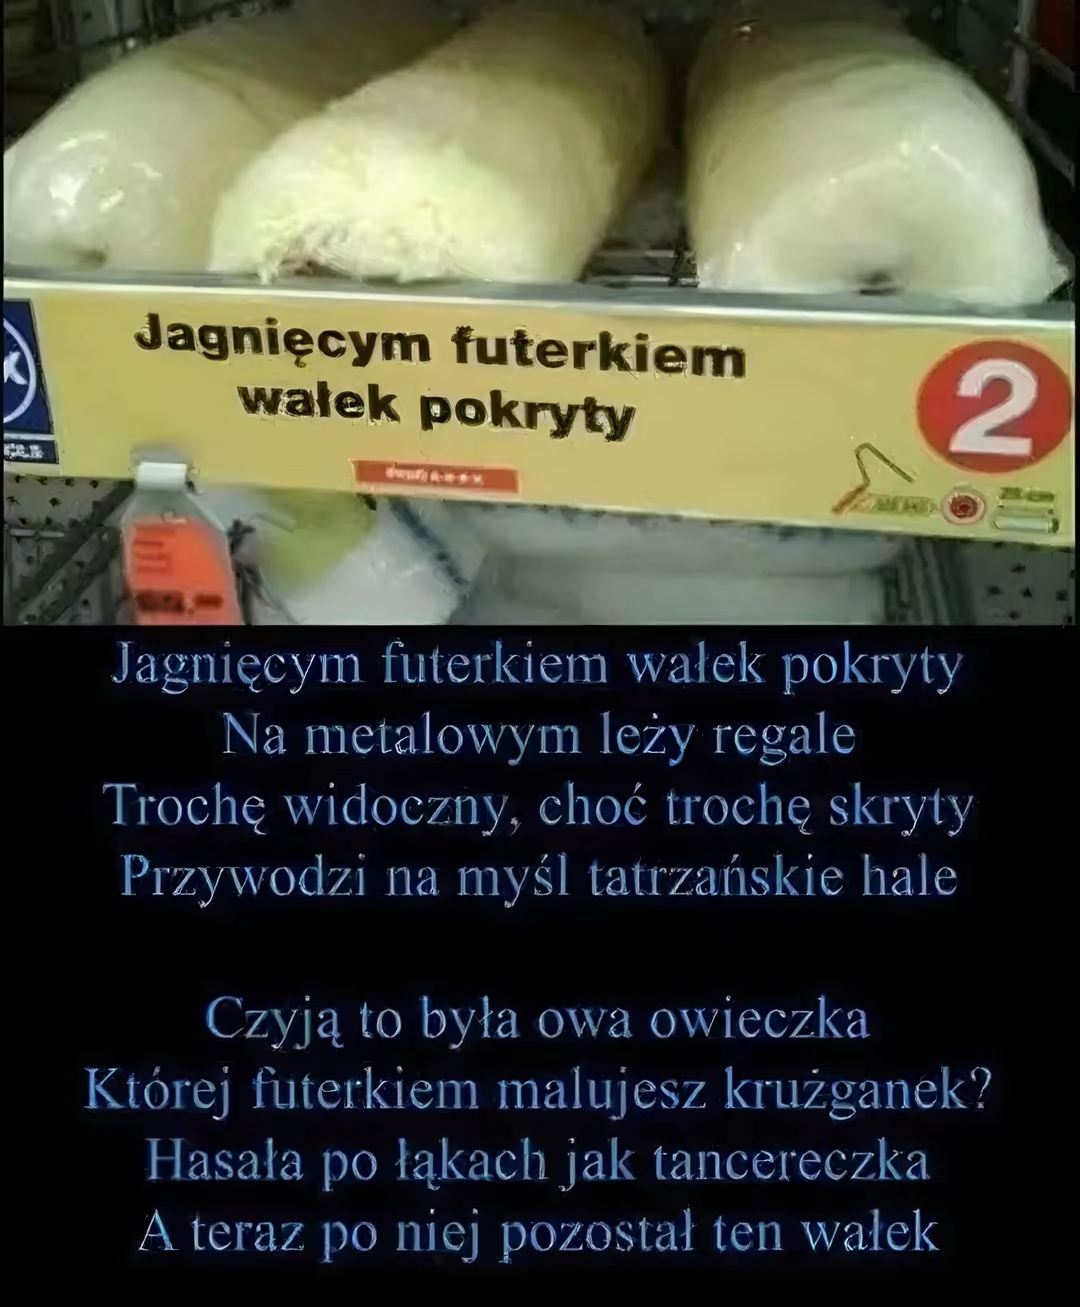 Jagnięcym futerkiem
wałek pokryty
2
Jagnięcym futerkiem wałek pokryty
Na metalowym leży regale
Trochę widoczny, choć trochę skryty
Przywodzi na myśl tatrzańskie hale
Czyją to była owa owieczka
Której futerkiem malujesz krużganek?
Hasała po łąkach jak tancereczka
A teraz po niej pozostał ten wałek